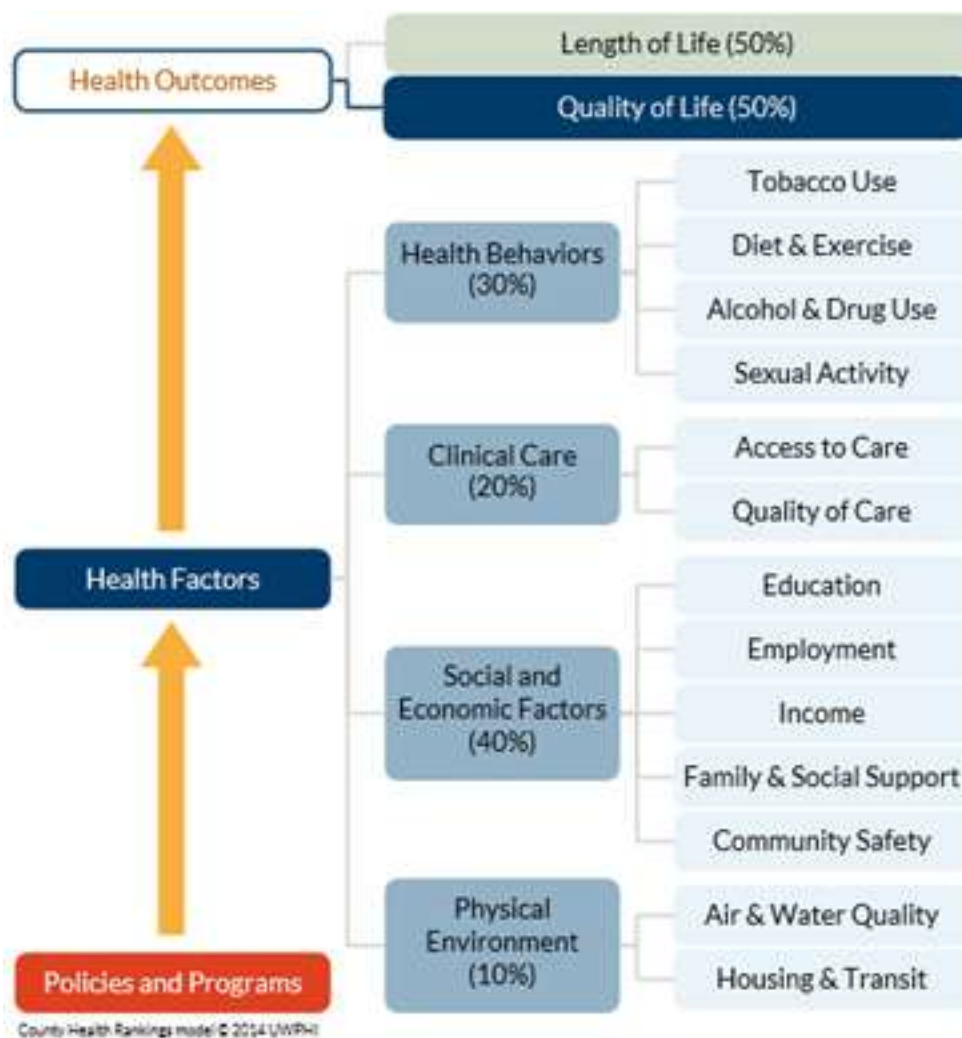 Health Outcomes
Length of Life (50%)
Quality of Life (50%)
Health Behaviors
(30%)
Tobacco Use
Diet & Exercise
Alcohol & Drug Use
Sexual Activity
Clinical Care
(20%)
Access to Care
Quality of Care
Health Factors
Social and
Economic Factors
(40%)
Education
Employment
Income
Family & Social Support
Community Safety
Physical
Environment
(10%)
Air & Water Quality
Housing & Transit
Policies and Programs
County Health Rankings model © 2014 UWPHI